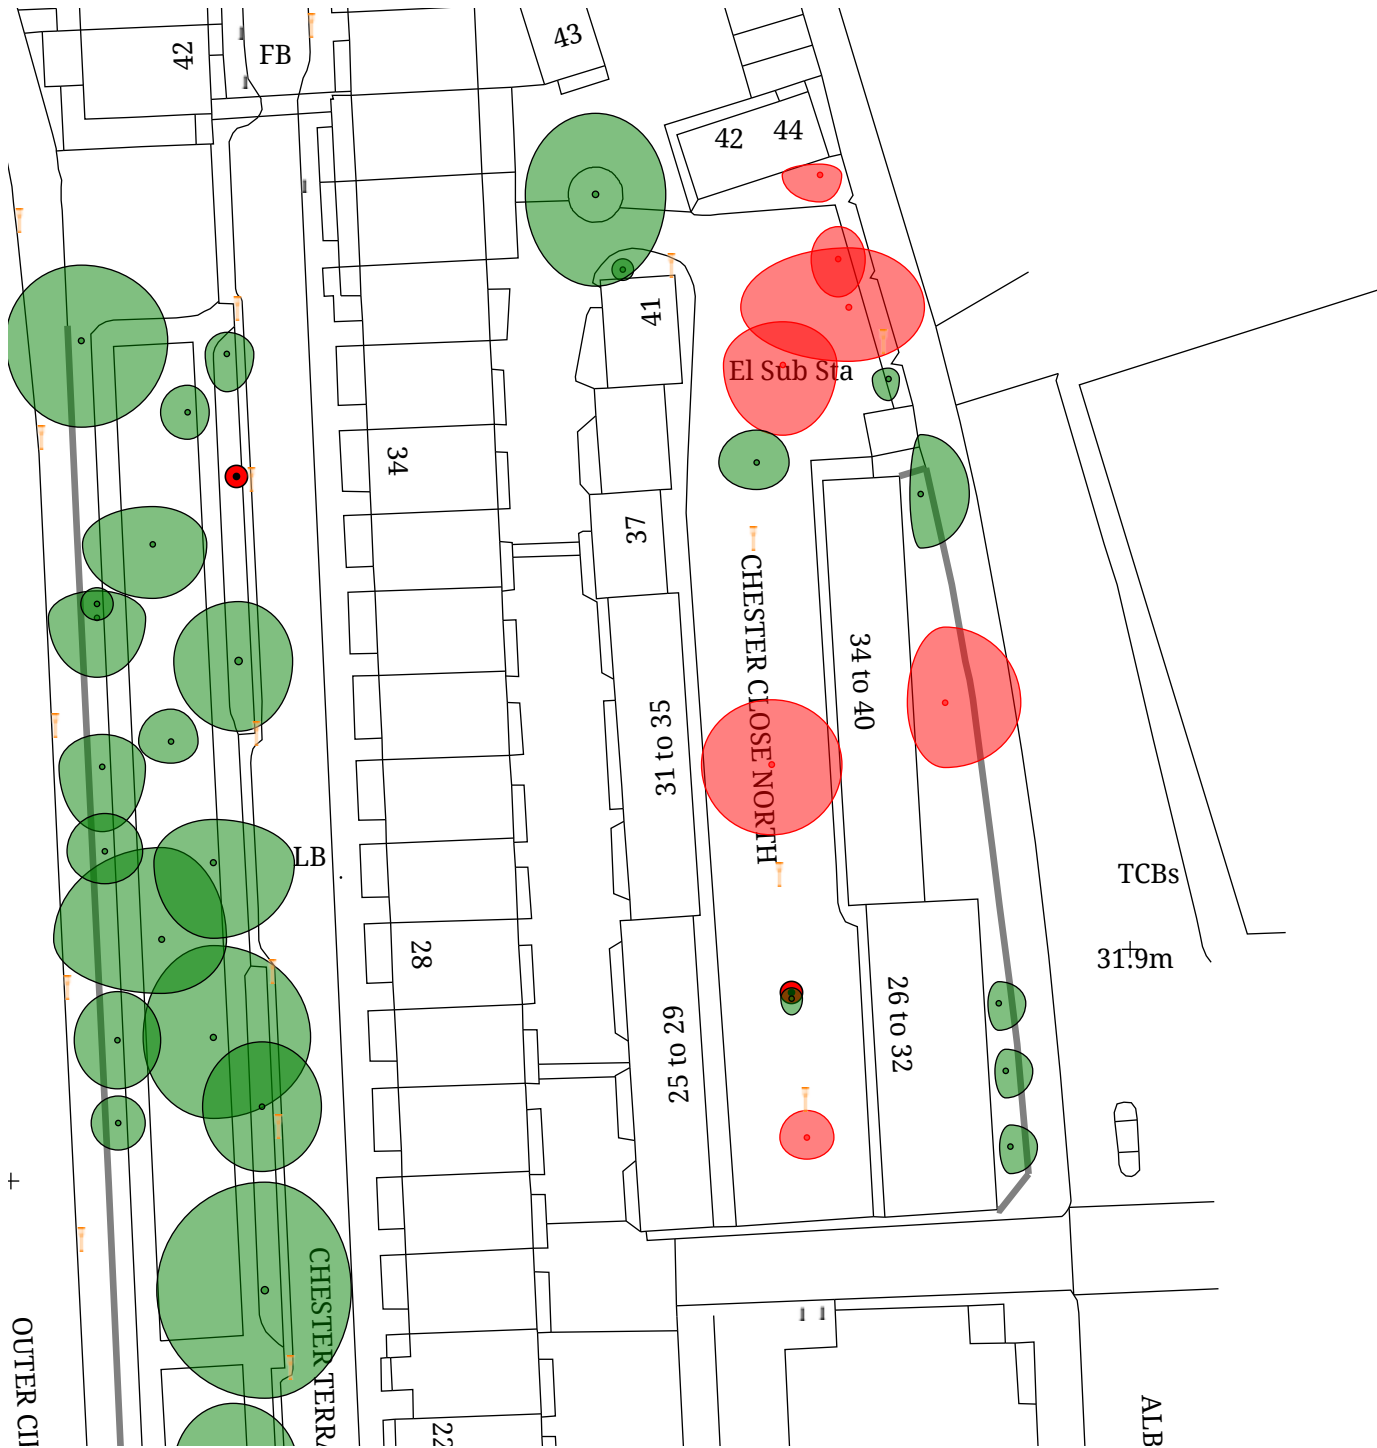 42
FB
43
42
44
41
El Sub Sta
34
37
CHESTER CLOSE NORTH
34 to 40
31 to 35
LB
TCBs
28
31.9m
26 to 32
25 to 29
CHESTER TERRA
OUTER CI
22
ALB